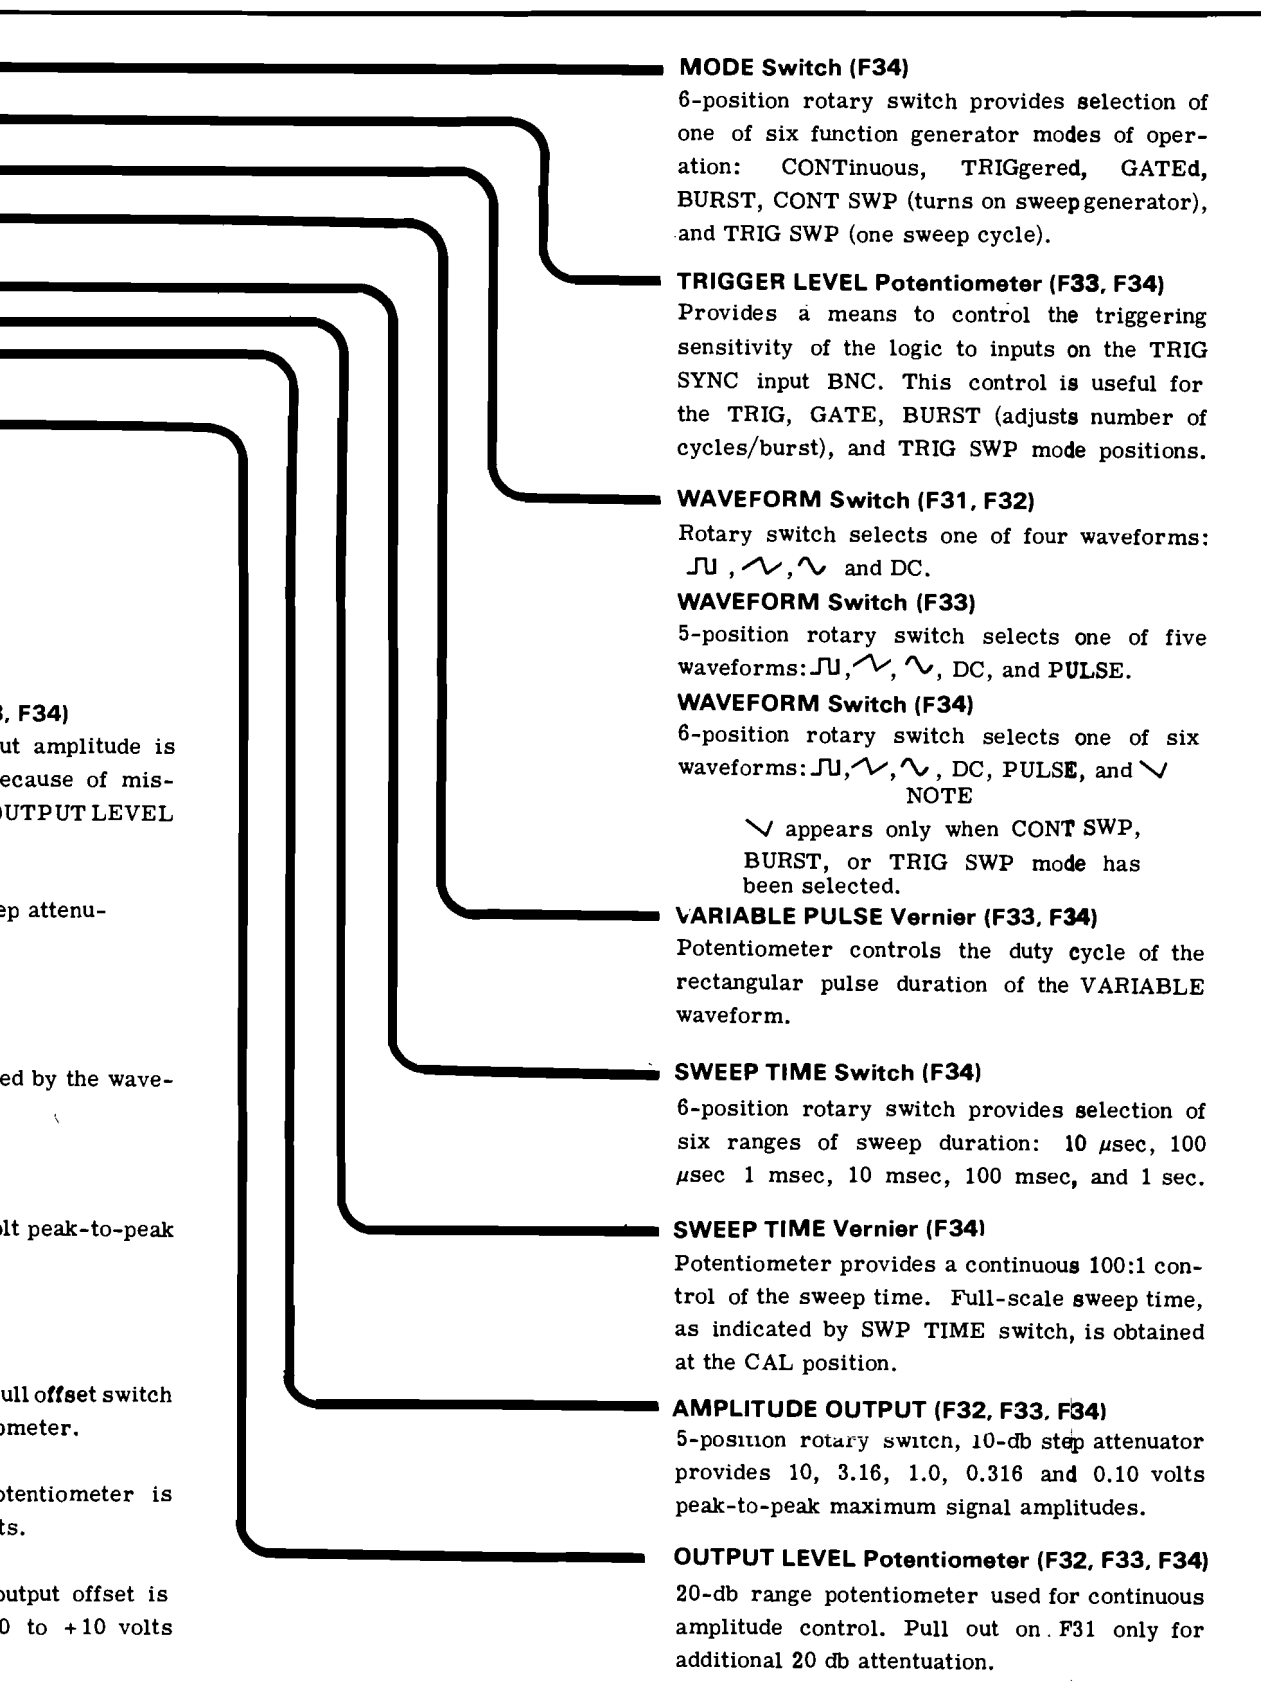 MODE Switch (F34)
6-position rotary switch provides selection of
one of six function generator modes of oper-
ation: CONTinuous, TRIGgered, GATEd,
BURST, CONT SWP (turns on sweep generator),
and TRIG SWP (one sweep cycle).
TRIGGER LEVEL Potentiometer (F33, F34)
Provides a means to control the triggering
sensitivity of the logic to inputs on the TRIG
SYNC input BNC. This control is useful for
the TRIG, GATE, BURST (adjusts number of
cycles/burst), and TRIG SWP mode positions.
WAVEFORM Switch (F31, F32)
Rotary switch selects one of four waveforms:
, , and DC.
WAVEFORM Switch (F33)
5-position rotary switch selects one of five
waveforms: , , , DC, and PULSE.
WAVEFORM Switch (F34)
6-position rotary switch selects one of six
waveforms: , , , DC, PULSE, and
NOTE
appears only when CONT SWP,
BURST, or TRIG SWP mode has
been selected.
VARIABLE PULSE Vernier (F33, F34)
Potentiometer controls the duty cycle of the
rectangular pulse duration of the VARIABLE
waveform.
SWEEP TIME Switch (F34)
6-position rotary switch provides selection of
six ranges of sweep duration: 10 μsec, 100
μsec 1 msec, 10 msec, 100 msec, and 1 sec.
SWEEP TIME Vernier (F34)
Potentiometer provides a continuous 100:1 con-
trol of the sweep time. Full-scale sweep time,
as indicated by SWP TIME switch, is obtained
at the CAL position.
AMPLITUDE OUTPUT (F32, F33, F34)
5-position rotary switch, 10-db step attenuator
provides 10, 3.16, 1.0, 0.316 and 0.10 volts
peak-to-peak maximum signal amplitudes.
OUTPUT LEVEL Potentiometer (F32, F33, F34)
20-db range potentiometer used for continuous
amplitude control. Pull out on F31 only for
additional 20 db attentuation.
, F34)
ut amplitude is
ecause of mis-
OUTPUT LEVEL
ep attenu-
ed by the wave-
olt peak-to-peak
ull offset switch
ometer.
otentiometer is
ts.
output offset is
0 to +10 volts